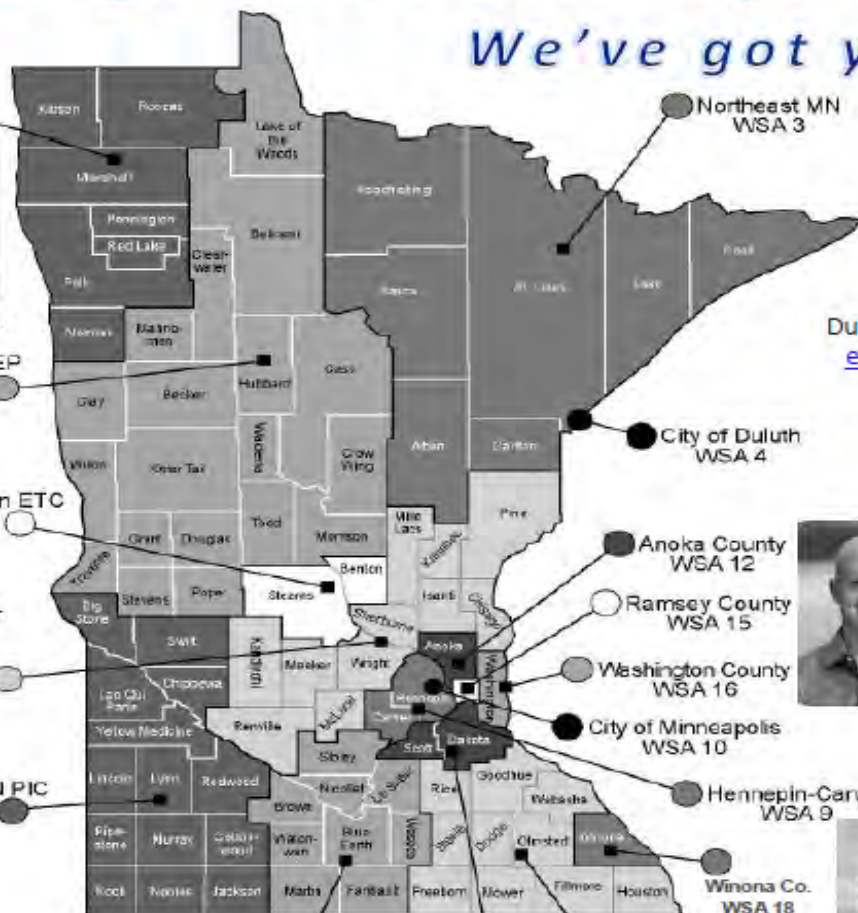 We've got y
Northeast MN
WSA 3
Kittson
Roseau
Lake of
the
Woods
Marshall
Koochiching
Pennington
Red Lake
Beltrami
Clear-
water
Cook
Polk
Itasca
St. Louis
Lake
Du
e
Norman
Mahno-
men
EP
Hubbard
Cass
Clay
Becker
Wadena
Aitkin
Carlton
City of Duluth
WSA 4
Crow
Wing
Wilkin
Otter Tail
n ETC
Pine
Todd
Mille
Lacs
Kanabec
Grant
Douglas
Morrison
Anoka County
WSA 12
Benton
Traverse
Stevens
Pope
Stearns
Isanti
Chisago
Ramsey County
WSA 15
Big
Stone
Sherburne
Swift
Kandiyohi
Anoka
Washington
Meeker
Wright
Washington County
WSA 16
Chippewa
Lac Qui
Parle
Hennepin
McLeod
Carver
Renville
City of Minneapolis
WSA 10
Yellow Medicine
Scott
Dakota
Sibley
Lincoln
Lyon
Redwood
Nicollet
Le Sueur
Rice
Goodhue
N PIC
Hennepin-Carv
WSA 9
Brown
Wabasha
Pipe-
stone
Murray
Cotton-
wood
Waton-
wan
Blue
Earth
Waseca
Steele
Dodge
Olmsted
Winona
Rock
Nobles
Jackson
Martin
Faribault
Freeborn
Mower
Fillmore
Houston
Winona Co.
WSA 18